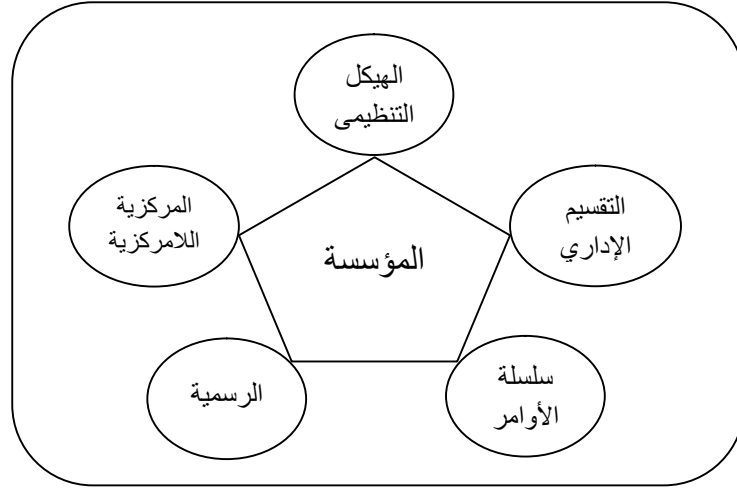 الهيكل
التنظيمى
التقسيم
الإداري
المركزية
اللامركزية
المؤسسة
سلسلة
الأوامر
الرسمية